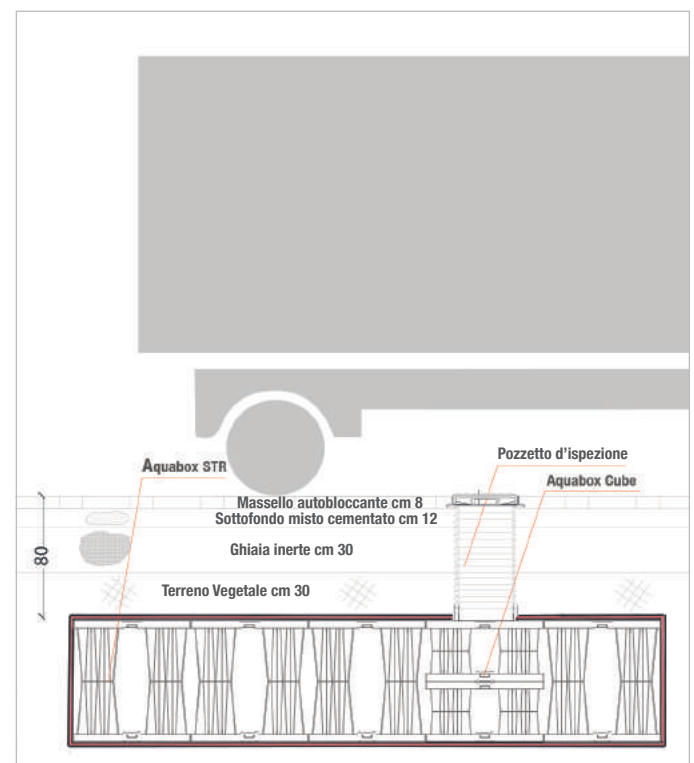 Pozzetto d'ispezione
Aquabox STR
Aquabox Cube
Massello autobloccante cm 8
Sottofondo misto cementato cm 12
Ghiaia inerte cm 30
80
Terreno Vegetale cm 30